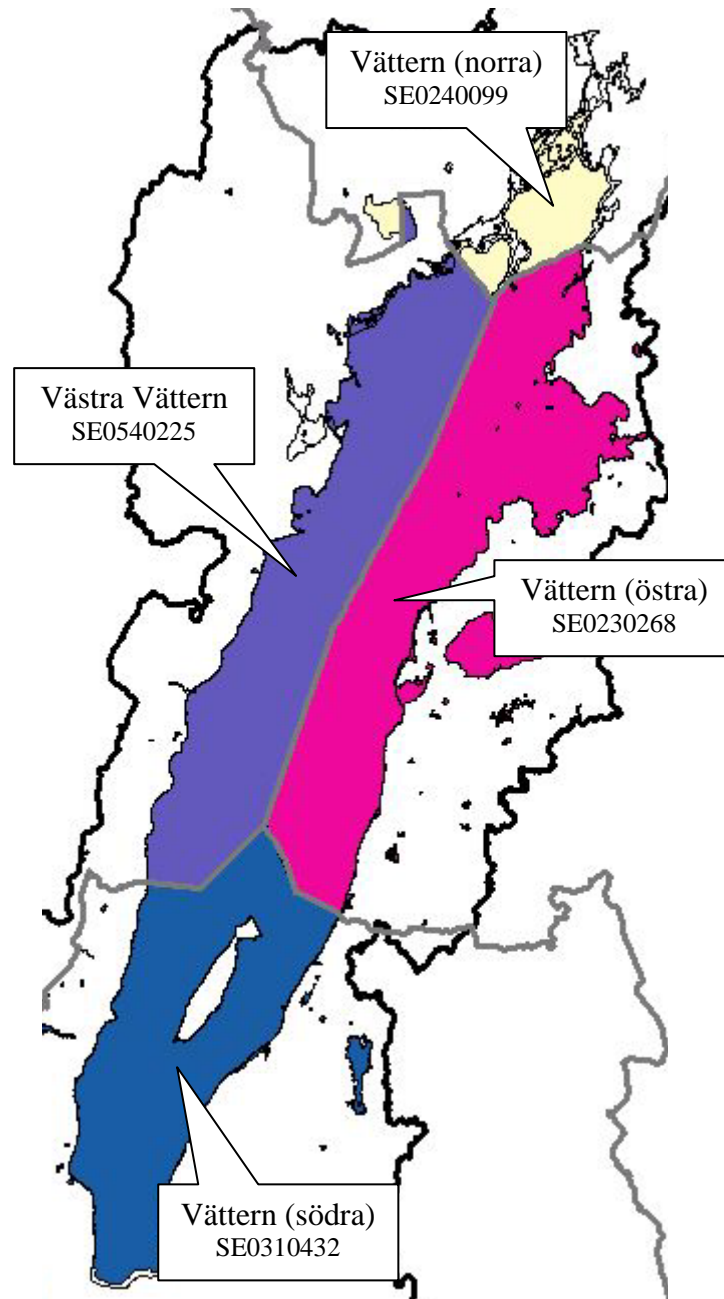 Vättern (norra)
SE0240099
Västra Vättern
SE0540225
Vättern (östra)
SE0230268
Vättern (södra)
SE0310432